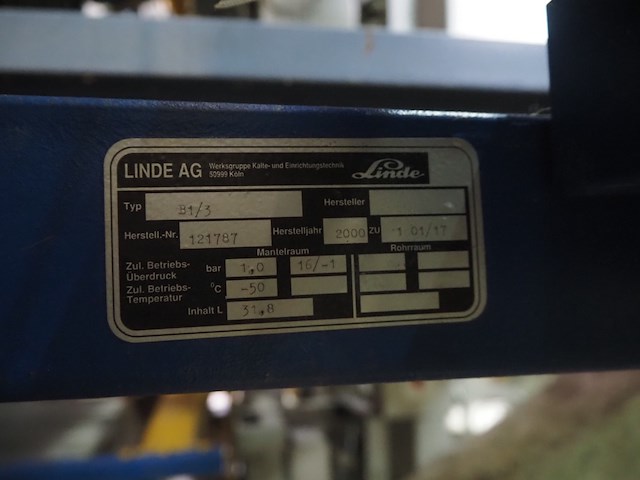 LINDE AG Werksgruppe Kälte- und Einrichtungstechnik
50999 Köln
Linde
Typ B1/3 Hersteller
Herstell.-Nr. 121787 Herstelljahr 2000 ZU 1 01/17
Mantelraum Rohrraum
Zul. Betriebs-
Überdruck bar 1,0 16/-1
Zul. Betriebs-
Temperatur °C -50
Inhalt L 31,8